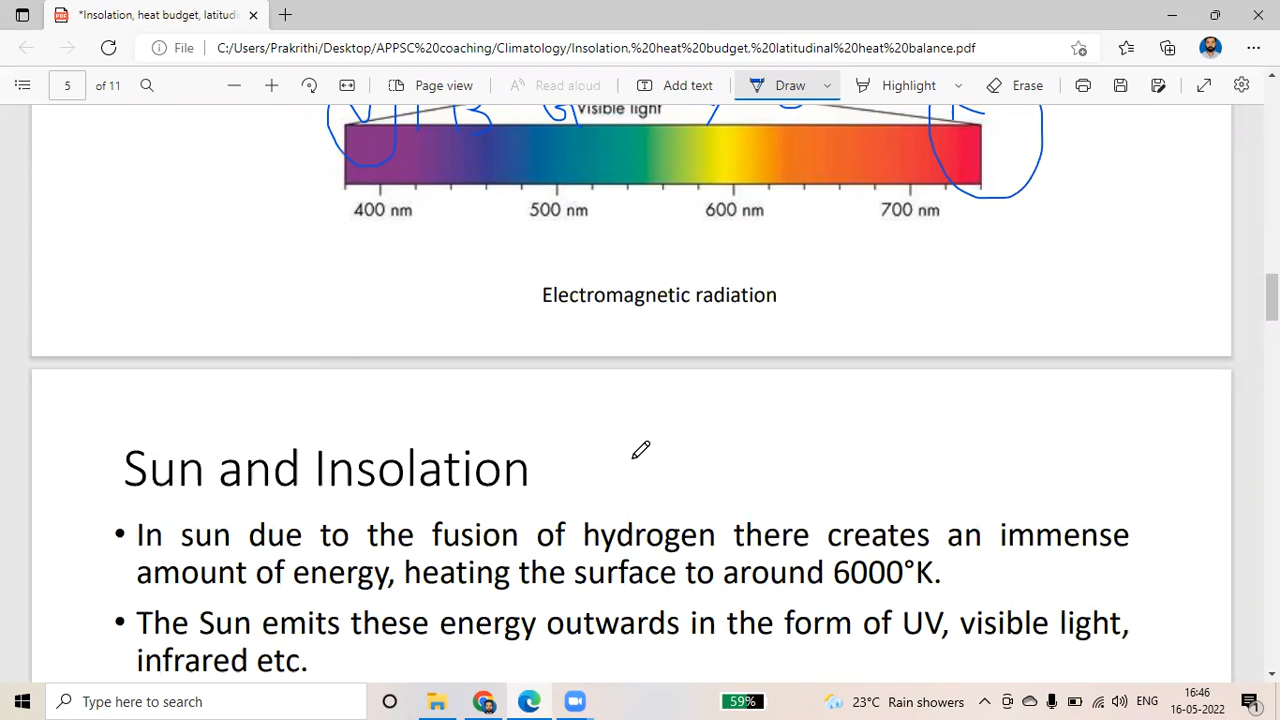 *Insolation, heat budget, latitud
File
C:/Users/Prakrithi/Desktop/APPSC%20coaching/Climatology/Insolation,%20heat%20budget,%20latitudinal%20heat%20balance.pdf
5 of 11
Page view
Read aloud
Add text
Draw
Highlight
Erase
Visible light
V I B G Y
400 nm 500 nm 600 nm 700 nm
Electromagnetic radiation
Sun and Insolation
• In sun due to the fusion of hydrogen there creates an immense
amount of energy, heating the surface to around 6000°K.
• The Sun emits these energy outwards in the form of UV, visible light,
infrared etc.
Type here to search
59%
23°C Rain showers
ENG
16:46
16-05-2022